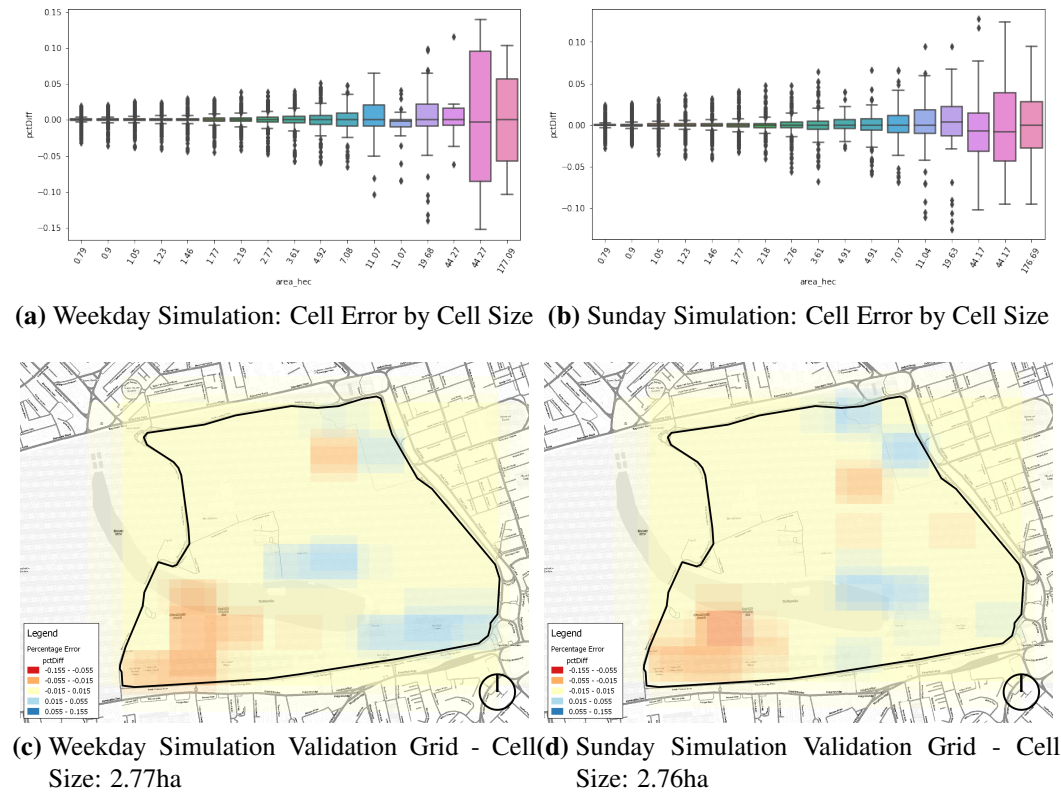 0.15
0.10
0.05
0.00
-0.05
-0.10
-0.15
pctDiff
0.79
0.9
1.05
1.23
1.46
1.77
2.19
2.77
3.61
4.92
7.08
11.07
11.07
19.68
44.27
44.27
177.09
area_hec
0.10
0.05
0.00
-0.05
-0.10
pctDiff
0.79
0.9
1.05
1.23
1.46
1.77
2.18
2.76
3.61
4.91
4.91
7.07
11.04
19.63
44.17
44.17
176.69
area_hec
(a) Weekday Simulation: Cell Error by Cell Size
(b) Sunday Simulation: Cell Error by Cell Size
Legend
Percentage Error
pctDiff
-0.155 - -0.055
-0.055 - -0.015
-0.015 - 0.015
0.015 - 0.055
0.055 - 0.155
Legend
Percentage Error
pctDiff
-0.155 - -0.055
-0.055 - -0.015
-0.015 - 0.015
0.015 - 0.055
0.055 - 0.155
(c) Weekday Simulation Validation Grid - Cell
Size: 2.77ha
(d) Sunday Simulation Validation Grid - Cell
Size: 2.76ha